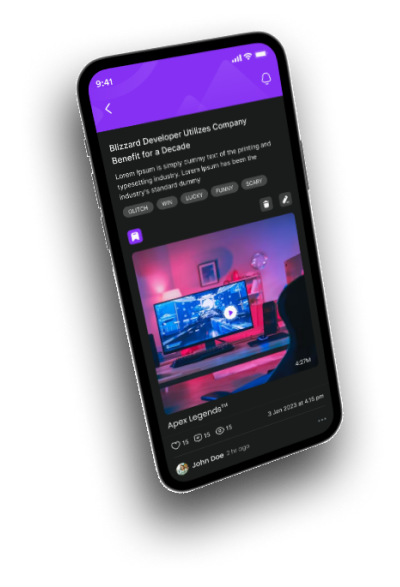 9:41
Blizzard Developer Utilizes Company
Benefit for a Decade
Lorem Ipsum is simply dummy text of the printing and
typesetting industry. Lorem Ipsum has been the
industry's standard dummy
GLITCH WIN LUCKY FUNNY SCARY
4:27M
Apex Legends™
3 Jan 2023 at 4.15 pm
15 15 15
John Doe 3 hr ago